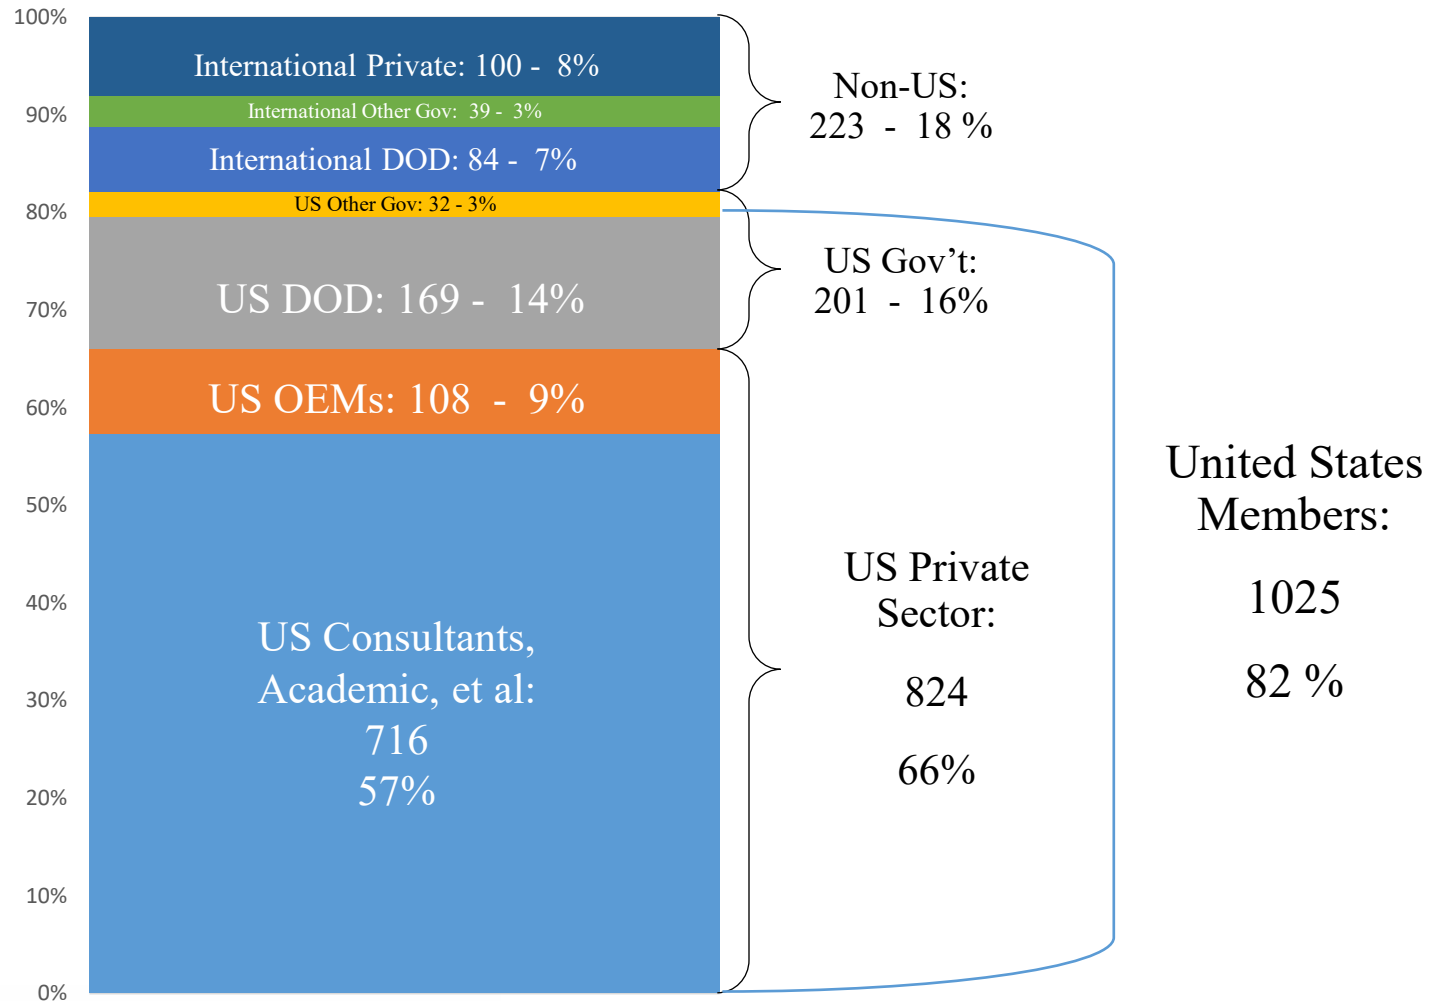 100%
90%
80%
70%
60%
50%
40%
30%
20%
10%
0%
International Private: 100 - 8%
International Other Gov: 39 - 3%
International DOD: 84 - 7%
US Other Gov: 32 - 3%
US DOD: 169 - 14%
US OEMs: 108 - 9%
US Consultants,
Academic, et al:
716
57%
Non-US:
223 - 18 %
US Gov’t:
201 - 16%
US Private
Sector:
824
66%
United States
Members:
1025
82 %